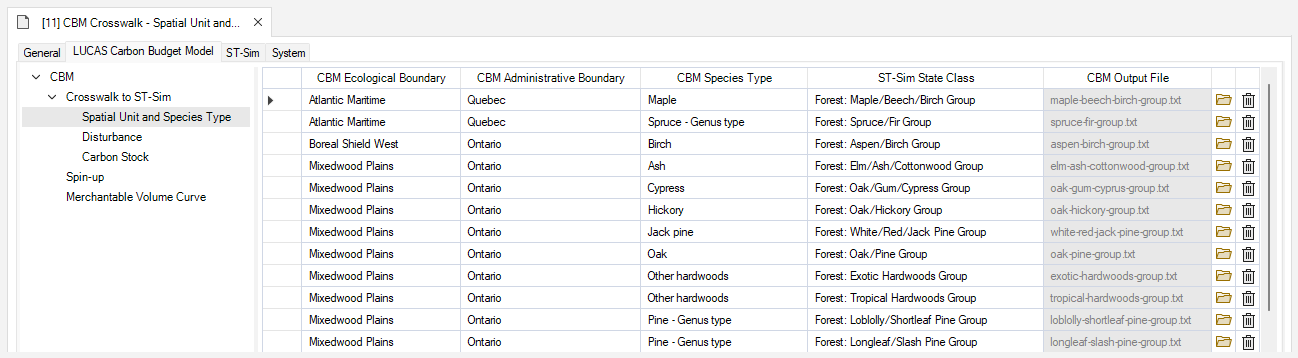 [11] CBM Crosswalk - Spatial Unit and...
General LUCAS Carbon Budget Model ST-Sim System
CBM
Crosswalk to ST-Sim
Spatial Unit and Species Type
Disturbance
Carbon Stock
Spin-up
Merchantable Volume Curve
CBM Ecological Boundary CBM Administrative Boundary CBM Species Type ST-Sim State Class CBM Output File
Atlantic Maritime Quebec Maple Forest: Maple/Beech/Birch Group maple-beech-birch-group.txt
Atlantic Maritime Quebec Spruce - Genus type Forest: Spruce/Fir Group spruce-fir-group.txt
Boreal Shield West Ontario Birch Forest: Aspen/Birch Group aspen-birch-group.txt
Mixedwood Plains Ontario Ash Forest: Elm/Ash/Cottonwood Group elm-ash-cottonwood-group.txt
Mixedwood Plains Ontario Cypress Forest: Oak/Gum/Cypress Group oak-gum-cyprus-group.txt
Mixedwood Plains Ontario Hickory Forest: Oak/Hickory Group oak-hickory-group.txt
Mixedwood Plains Ontario Jack pine Forest: White/Red/Jack Pine Group white-red-jack-pine-group.txt
Mixedwood Plains Ontario Oak Forest: Oak/Pine Group oak-pine-group.txt
Mixedwood Plains Ontario Other hardwoods Forest: Exotic Hardwoods Group exotic-hardwoods-group.txt
Mixedwood Plains Ontario Other hardwoods Forest: Tropical Hardwoods Group tropical-hardwoods-group.txt
Mixedwood Plains Ontario Pine - Genus type Forest: Loblolly/Shortleaf Pine Group loblolly-shortleaf-pine-group.txt
Mixedwood Plains Ontario Pine - Genus type Forest: Longleaf/Slash Pine Group longleaf-slash-pine-group.txt